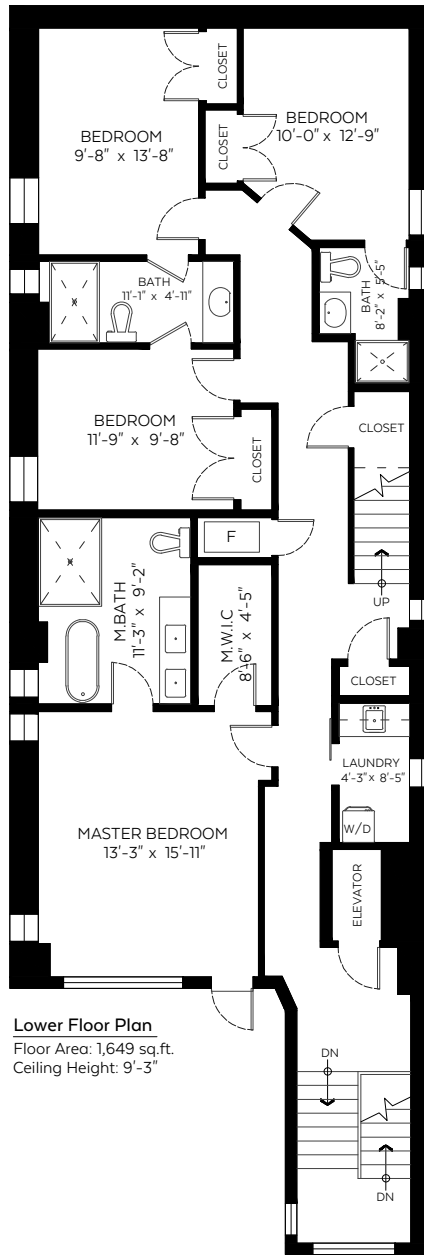 CLOSET
BEDROOM
9'-8" x 13'-8"
BEDROOM
10'-0" x 12'-9"
CLOSET
BATH
11'-1" x 4'-11"
BATH
8'-2" x 5'-5"
BEDROOM
11'-9" x 9'-8"
CLOSET
CLOSET
F
M.BATH
11'-3" x 9'-2"
M.W.I.C
8'-6" x 4'-5"
UP
CLOSET
LAUNDRY
4'-3" x 8'-5"
W/D
MASTER BEDROOM
13'-3" x 15'-11"
ELEVATOR
Lower Floor Plan
Floor Area: 1,649 sq.ft.
Ceiling Height: 9'-3"
DN
DN